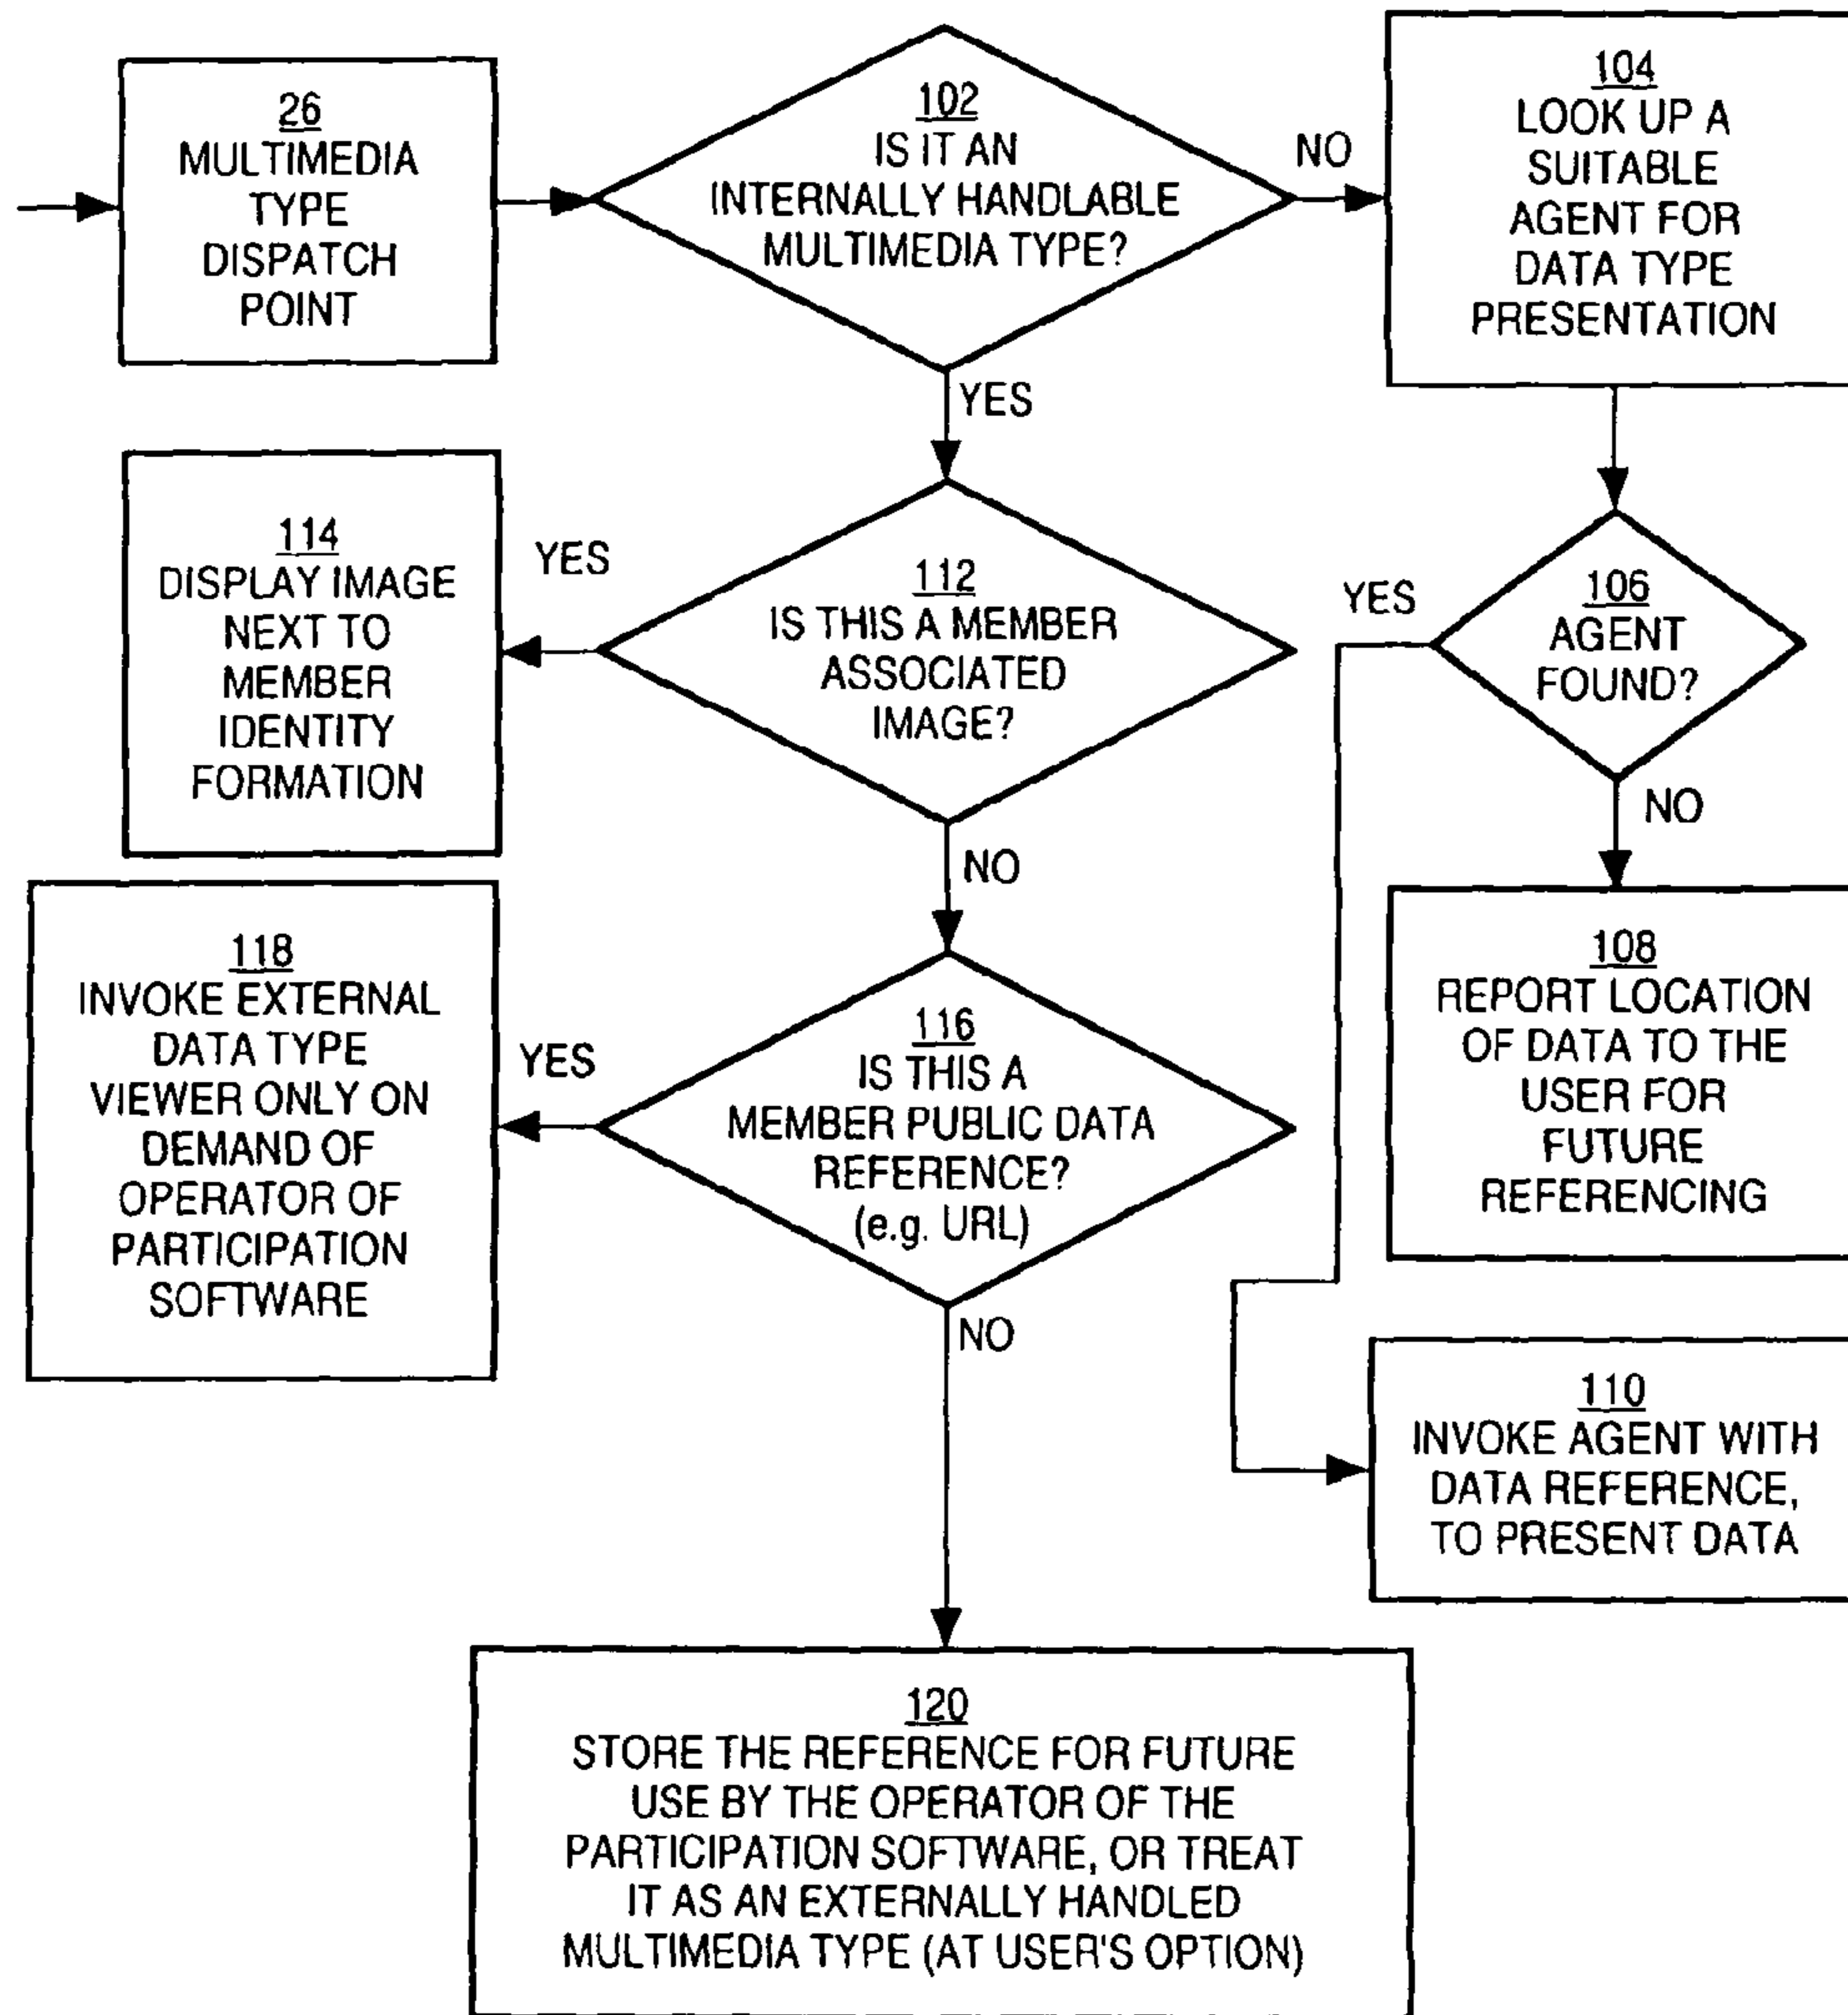 26
MULTIMEDIA
TYPE
DISPATCH
POINT
102
IS IT AN
INTERNALLY HANDLABLE
MULTIMEDIA TYPE?
NO
YES
104
LOOK UP A
SUITABLE
AGENT FOR
DATA TYPE
PRESENTATION
106
AGENT
FOUND?
YES
NO
108
REPORT LOCATION
OF DATA TO THE
USER FOR
FUTURE
REFERENCING
110
INVOKE AGENT WITH
DATA REFERENCE,
TO PRESENT DATA
112
IS THIS A MEMBER
ASSOCIATED
IMAGE?
YES
NO
114
DISPLAY IMAGE
NEXT TO
MEMBER
IDENTITY
FORMATION
116
IS THIS A
MEMBER PUBLIC DATA
REFERENCE?
(e.g. URL)
YES
NO
118
INVOKE EXTERNAL
DATA TYPE
VIEWER ONLY ON
DEMAND OF
OPERATOR OF
PARTICIPATION
SOFTWARE
120
STORE THE REFERENCE FOR FUTURE
USE BY THE OPERATOR OF THE
PARTICIPATION SOFTWARE, OR TREAT
IT AS AN EXTERNALLY HANDLED
MULTIMEDIA TYPE (AT USER'S OPTION)